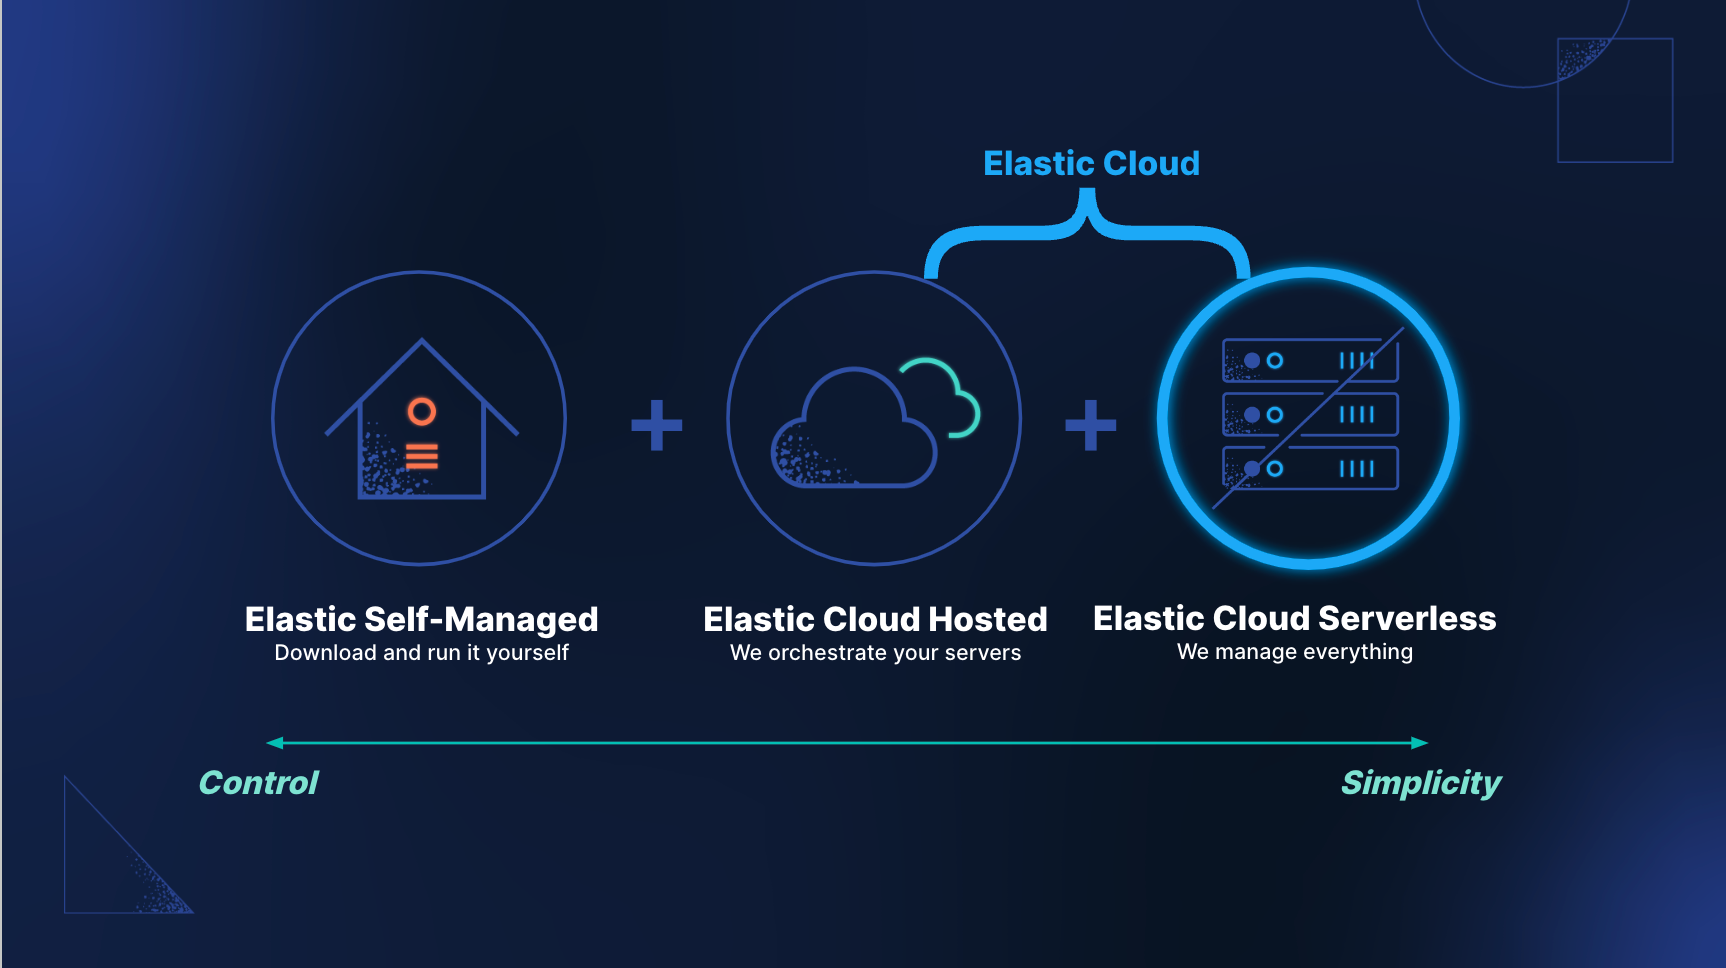 Elastic Cloud
Elastic Self-Managed
Download and run it yourself
Elastic Cloud Hosted
We orchestrate your servers
Elastic Cloud Serverless
We manage everything
Control
Simplicity